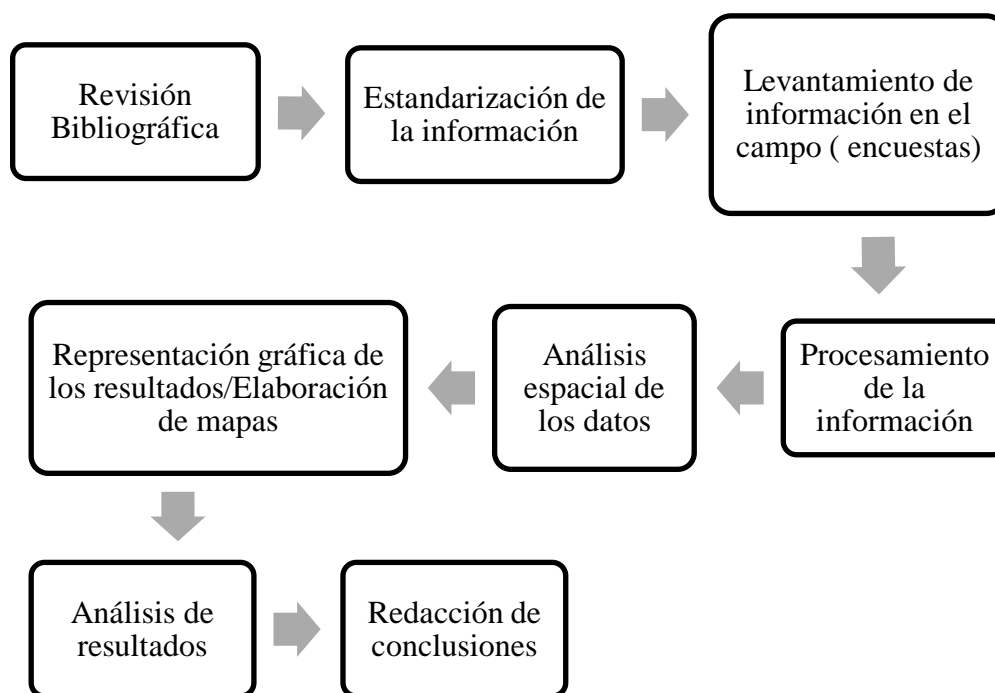 Revisión
Bibliográfica
Estandarización de
la información
Levantamiento de
información en el
campo ( encuestas)
Procesamiento
de la
información
Análisis
espacial de
los datos
Representación gráfica de
los resultados/Elaboración
de mapas
Análisis de
resultados
Redacción de
conclusiones